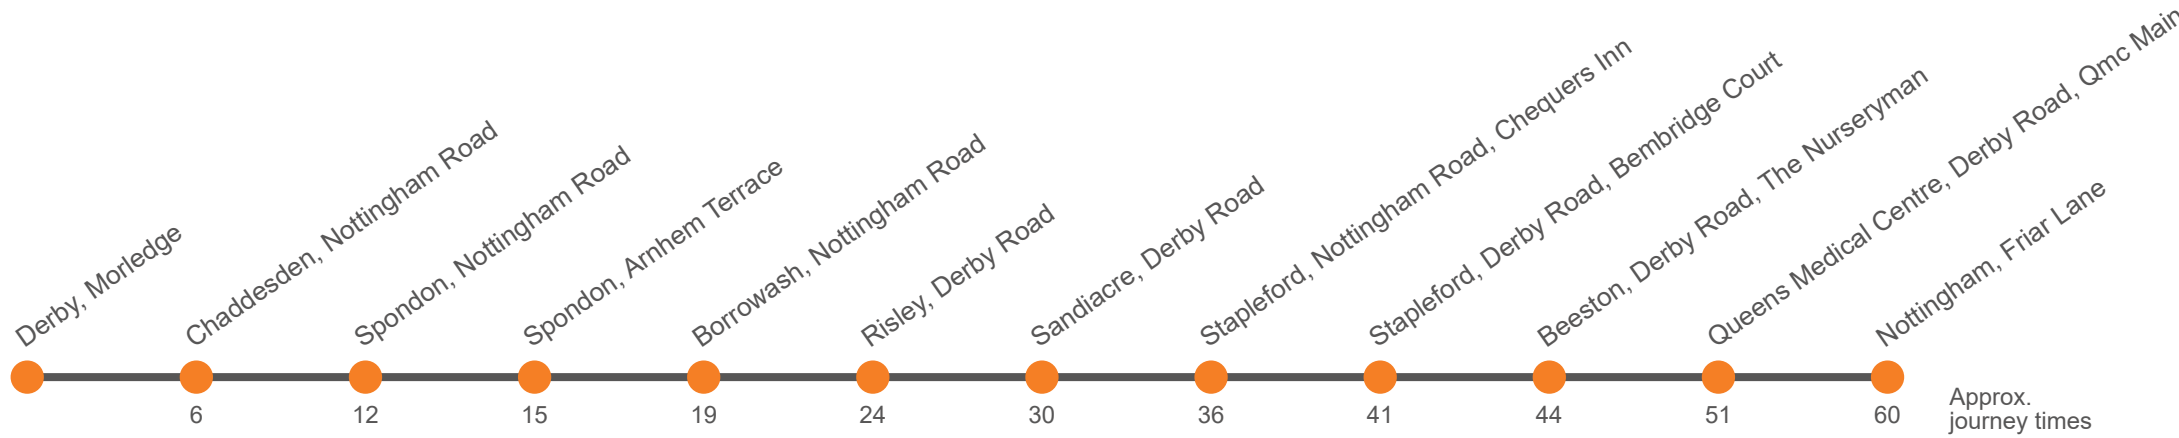 Derby, Morledge
Chaddesden, Nottingham Road
Spondon, Nottingham Road
Spondon, Arnhem Terrace
Borrowash, Nottingham Road
Risley, Derby Road
Sandiacre, Derby Road
Stapleford, Nottingham Road, Chequers Inn
Stapleford, Derby Road, Bembridge Court
Beeston, Derby Road, The Nurseryman
Queens Medical Centre, Derby Road, Qmc Main
Nottingham, Friar Lane
6
12
15
19
24
30
36
41
44
51
60
Approx.
journey times